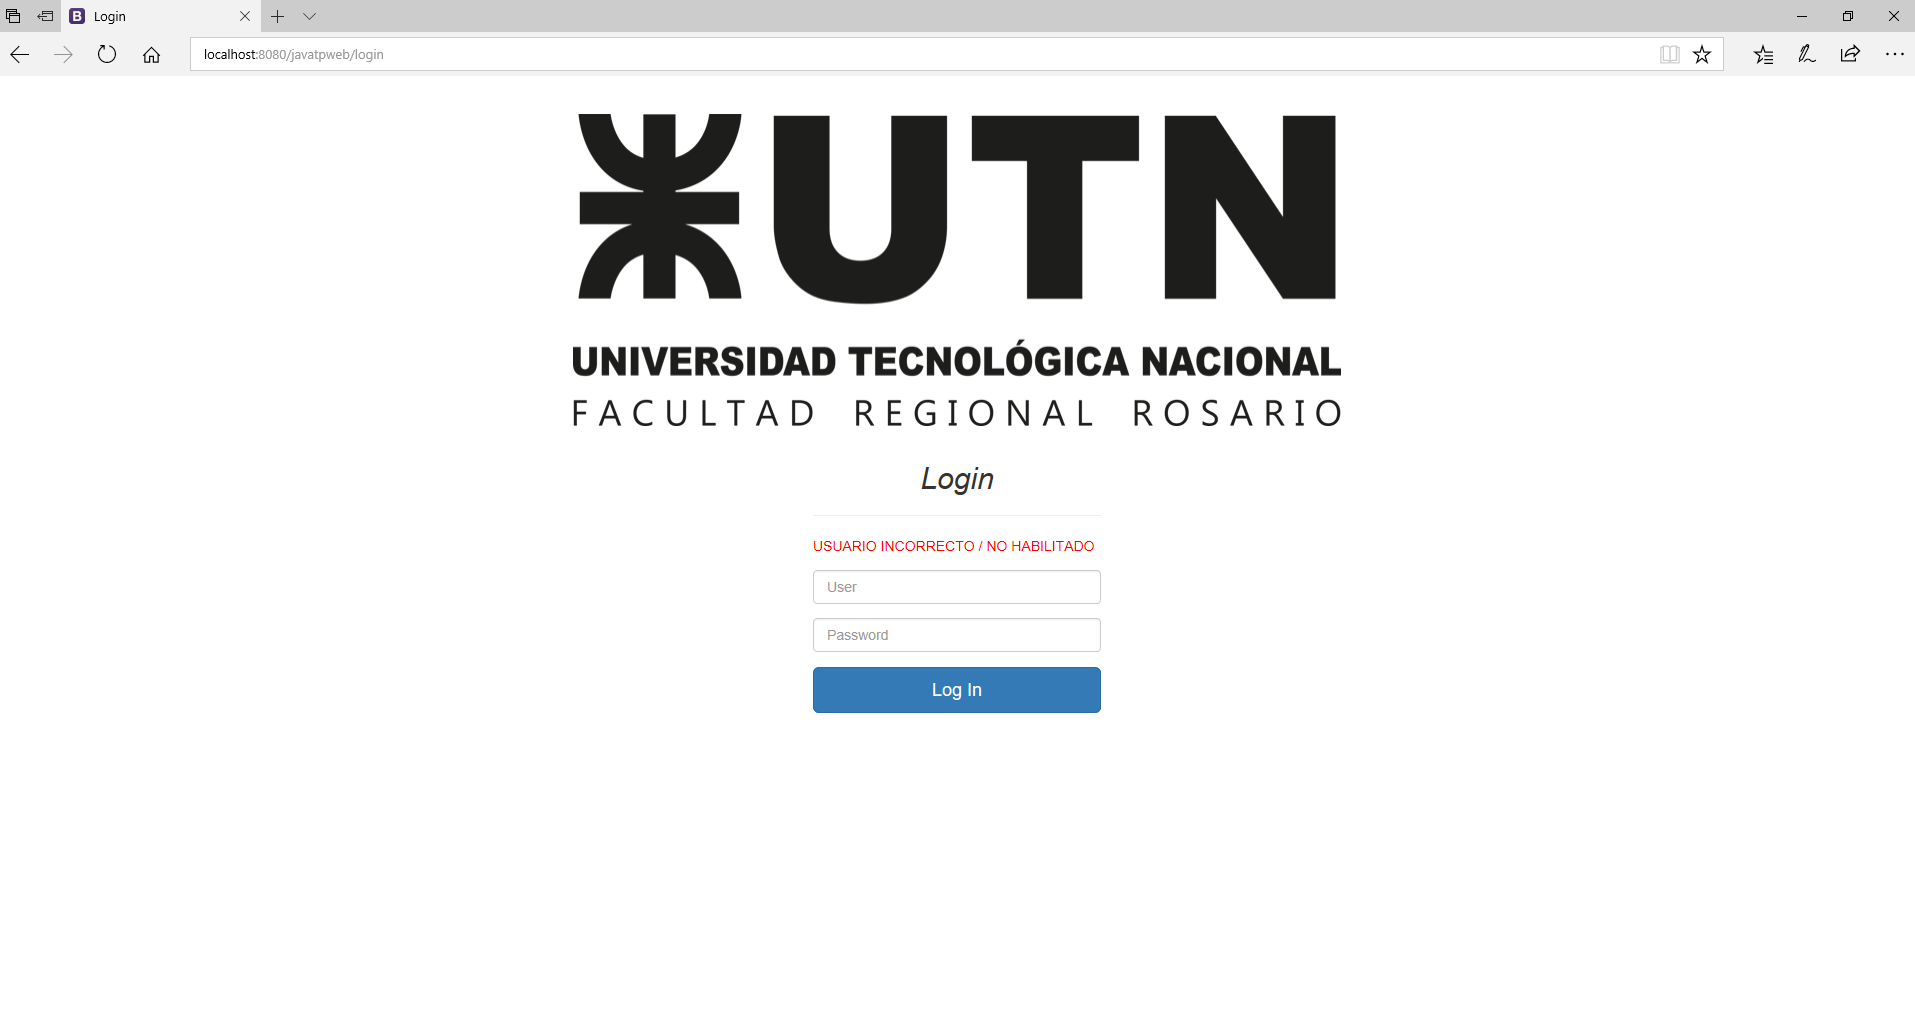 Login
localhost:8080/javatpweb/login
UTN
UNIVERSIDAD TECNOLÓGICA NACIONAL
FACULTAD REGIONAL ROSARIO
Login
USUARIO INCORRECTO / NO HABILITADO
User
Password
Log In